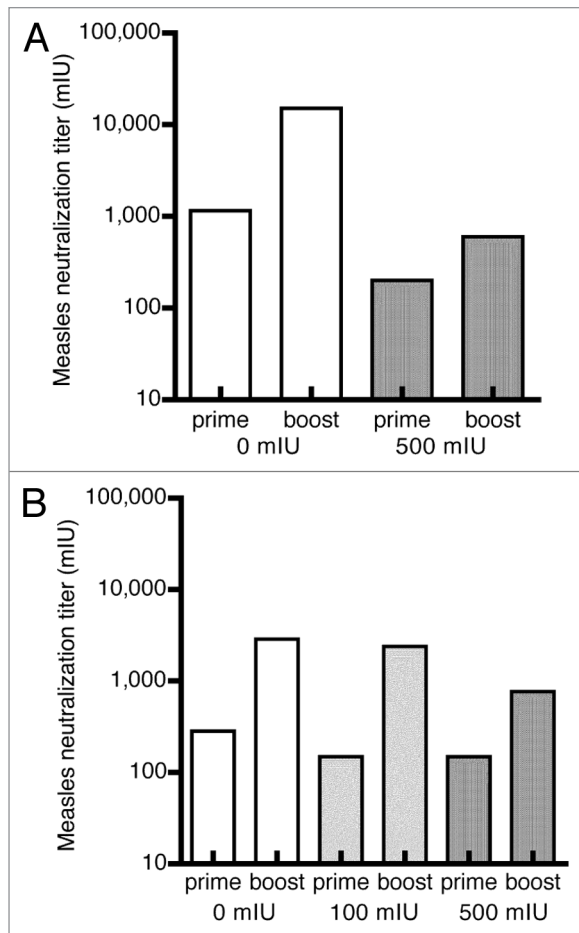 A
Measles neutralization titer (mIU)
100,000
10,000
1,000
100
10
prime boost prime boost
0 mIU 500 mIU
B
Measles neutralization titer (mIU)
100,000
10,000
1,000
100
10
prime boost prime boost prime boost
0 mIU 100 mIU 500 mIU